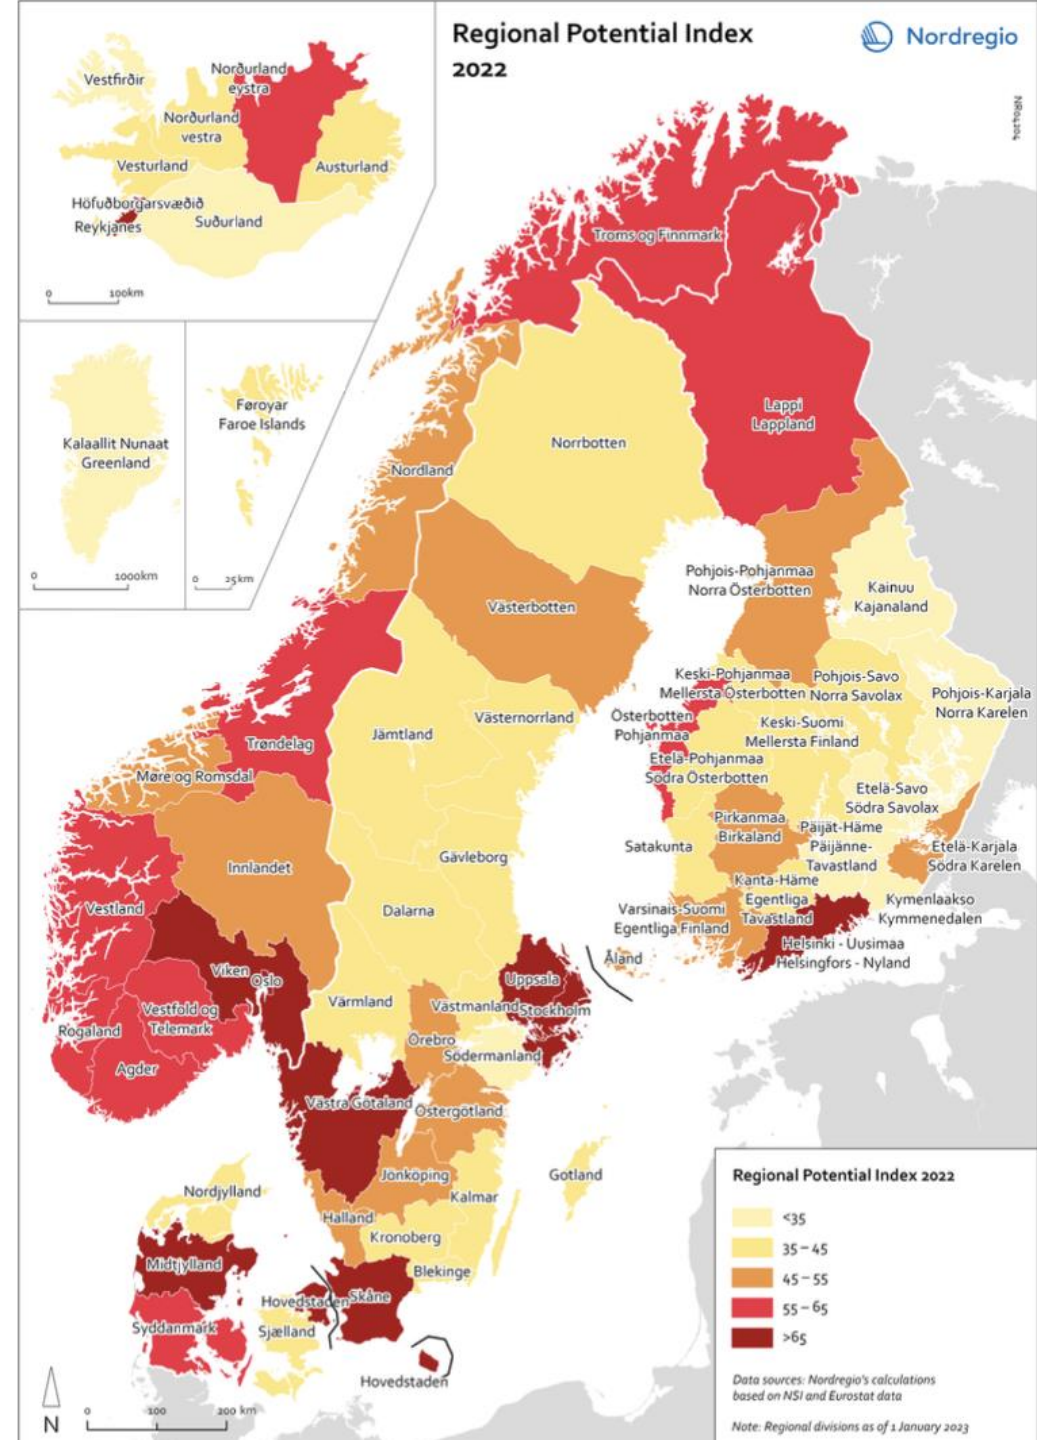 Regional Potential Index
2022
Nordregio
NR04204
Vestfirðir
Norðurland
eystra
Norðurland
vestra
Vesturland
Austurland
Höfuðborgarsvæðið
Reykjanes
Suðurland
0 100km
Kalaallit Nunaat
Greenland
0 1000km
Føroyar
Faroe Islands
0 25km
Troms og Finnmark
Lappi
Lappland
Norrbotten
Nordland
Pohjois-Pohjanmaa
Norra Österbotten
Kainuu
Kajanaland
Västerbotten
Keski-Pohjanmaa
Mellersta Österbotten
Pohjois-Savo
Norra Savolax
Pohjois-Karjala
Norra Karelen
Österbotten
Pohjanmaa
Keski-Suomi
Mellersta Finland
Västernorrland
Jämtland
Trøndelag
Etelä-Pohjanmaa
Södra Österbotten
Møre og Romsdal
Etelä-Savo
Södra Savolax
Pirkanmaa
Birkaland
Päijät-Häme
Päijänne-
Tavastland
Etelä-Karjala
Södra Karelen
Satakunta
Gävleborg
Innlandet
Kanta-Häme
Egentliga
Tavastland
Kymenlaakso
Kymmenedalen
Dalarna
Vestland
Varsinais-Suomi
Egentliga Finland
Helsinki - Uusimaa
Helsingfors - Nyland
Åland
Viken
Oslo
Uppsala
Värmland
Västmanland
Stockholm
Vestfold og
Telemark
Rogaland
Örebro
Södermanland
Agder
Västra Götaland
Östergötland
Jönköping
Gotland
Kalmar
Nordjylland
Halland
Kronoberg
Midtjylland
Blekinge
Hovedstaden
Skåne
Syddanmark
Sjælland
Hovedstaden
N
0 100 200 km
Regional Potential Index 2022
<35
35 – 45
45 – 55
55 – 65
>65
Data sources: Nordregio's calculations
based on NSI and Eurostat data
Note: Regional divisions as of 1 January 2023